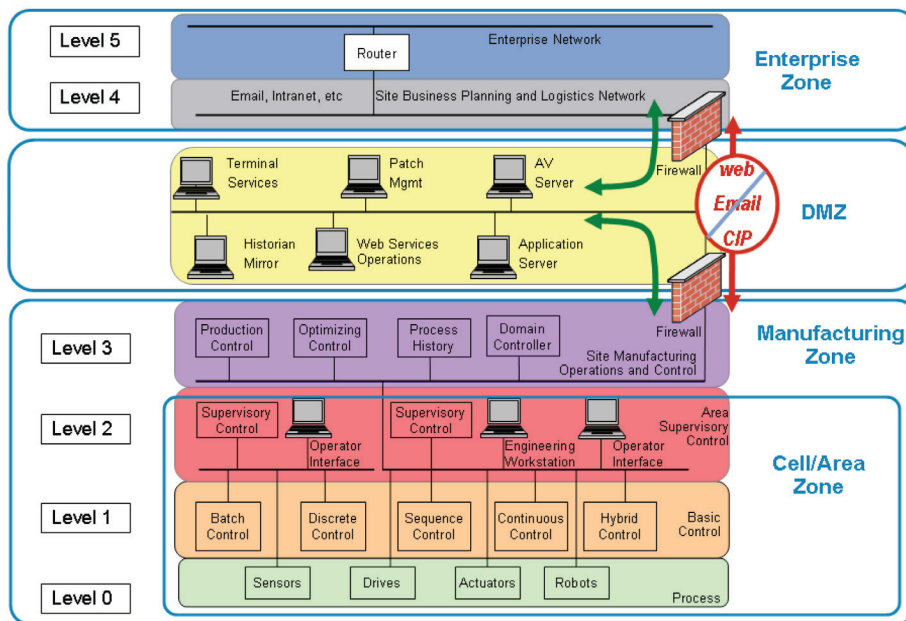 Level 5
Enterprise Network
Router
Enterprise
Zone
Level 4
Email, Intranet, etc
Site Business Planning and Logistics Network
Terminal
Services
Patch
Mgmt
AV
Server
Firewall
web
Email
CIP
DMZ
Historian
Mirror
Web Services
Operations
Application
Server
Firewall
Manufacturing
Zone
Level 3
Production
Control
Optimizing
Control
Process
History
Domain
Controller
Site Manufacturing
Operations and Control
Level 2
Supervisory
Control
Operator
Interface
Supervisory
Control
Engineering
Workstation
Operator
Interface
Area
Supervisory
Control
Cell/Area
Zone
Level 1
Batch
Control
Discrete
Control
Sequence
Control
Continuous
Control
Hybrid
Control
Basic
Control
Level 0
Sensors
Drives
Actuators
Robots
Process